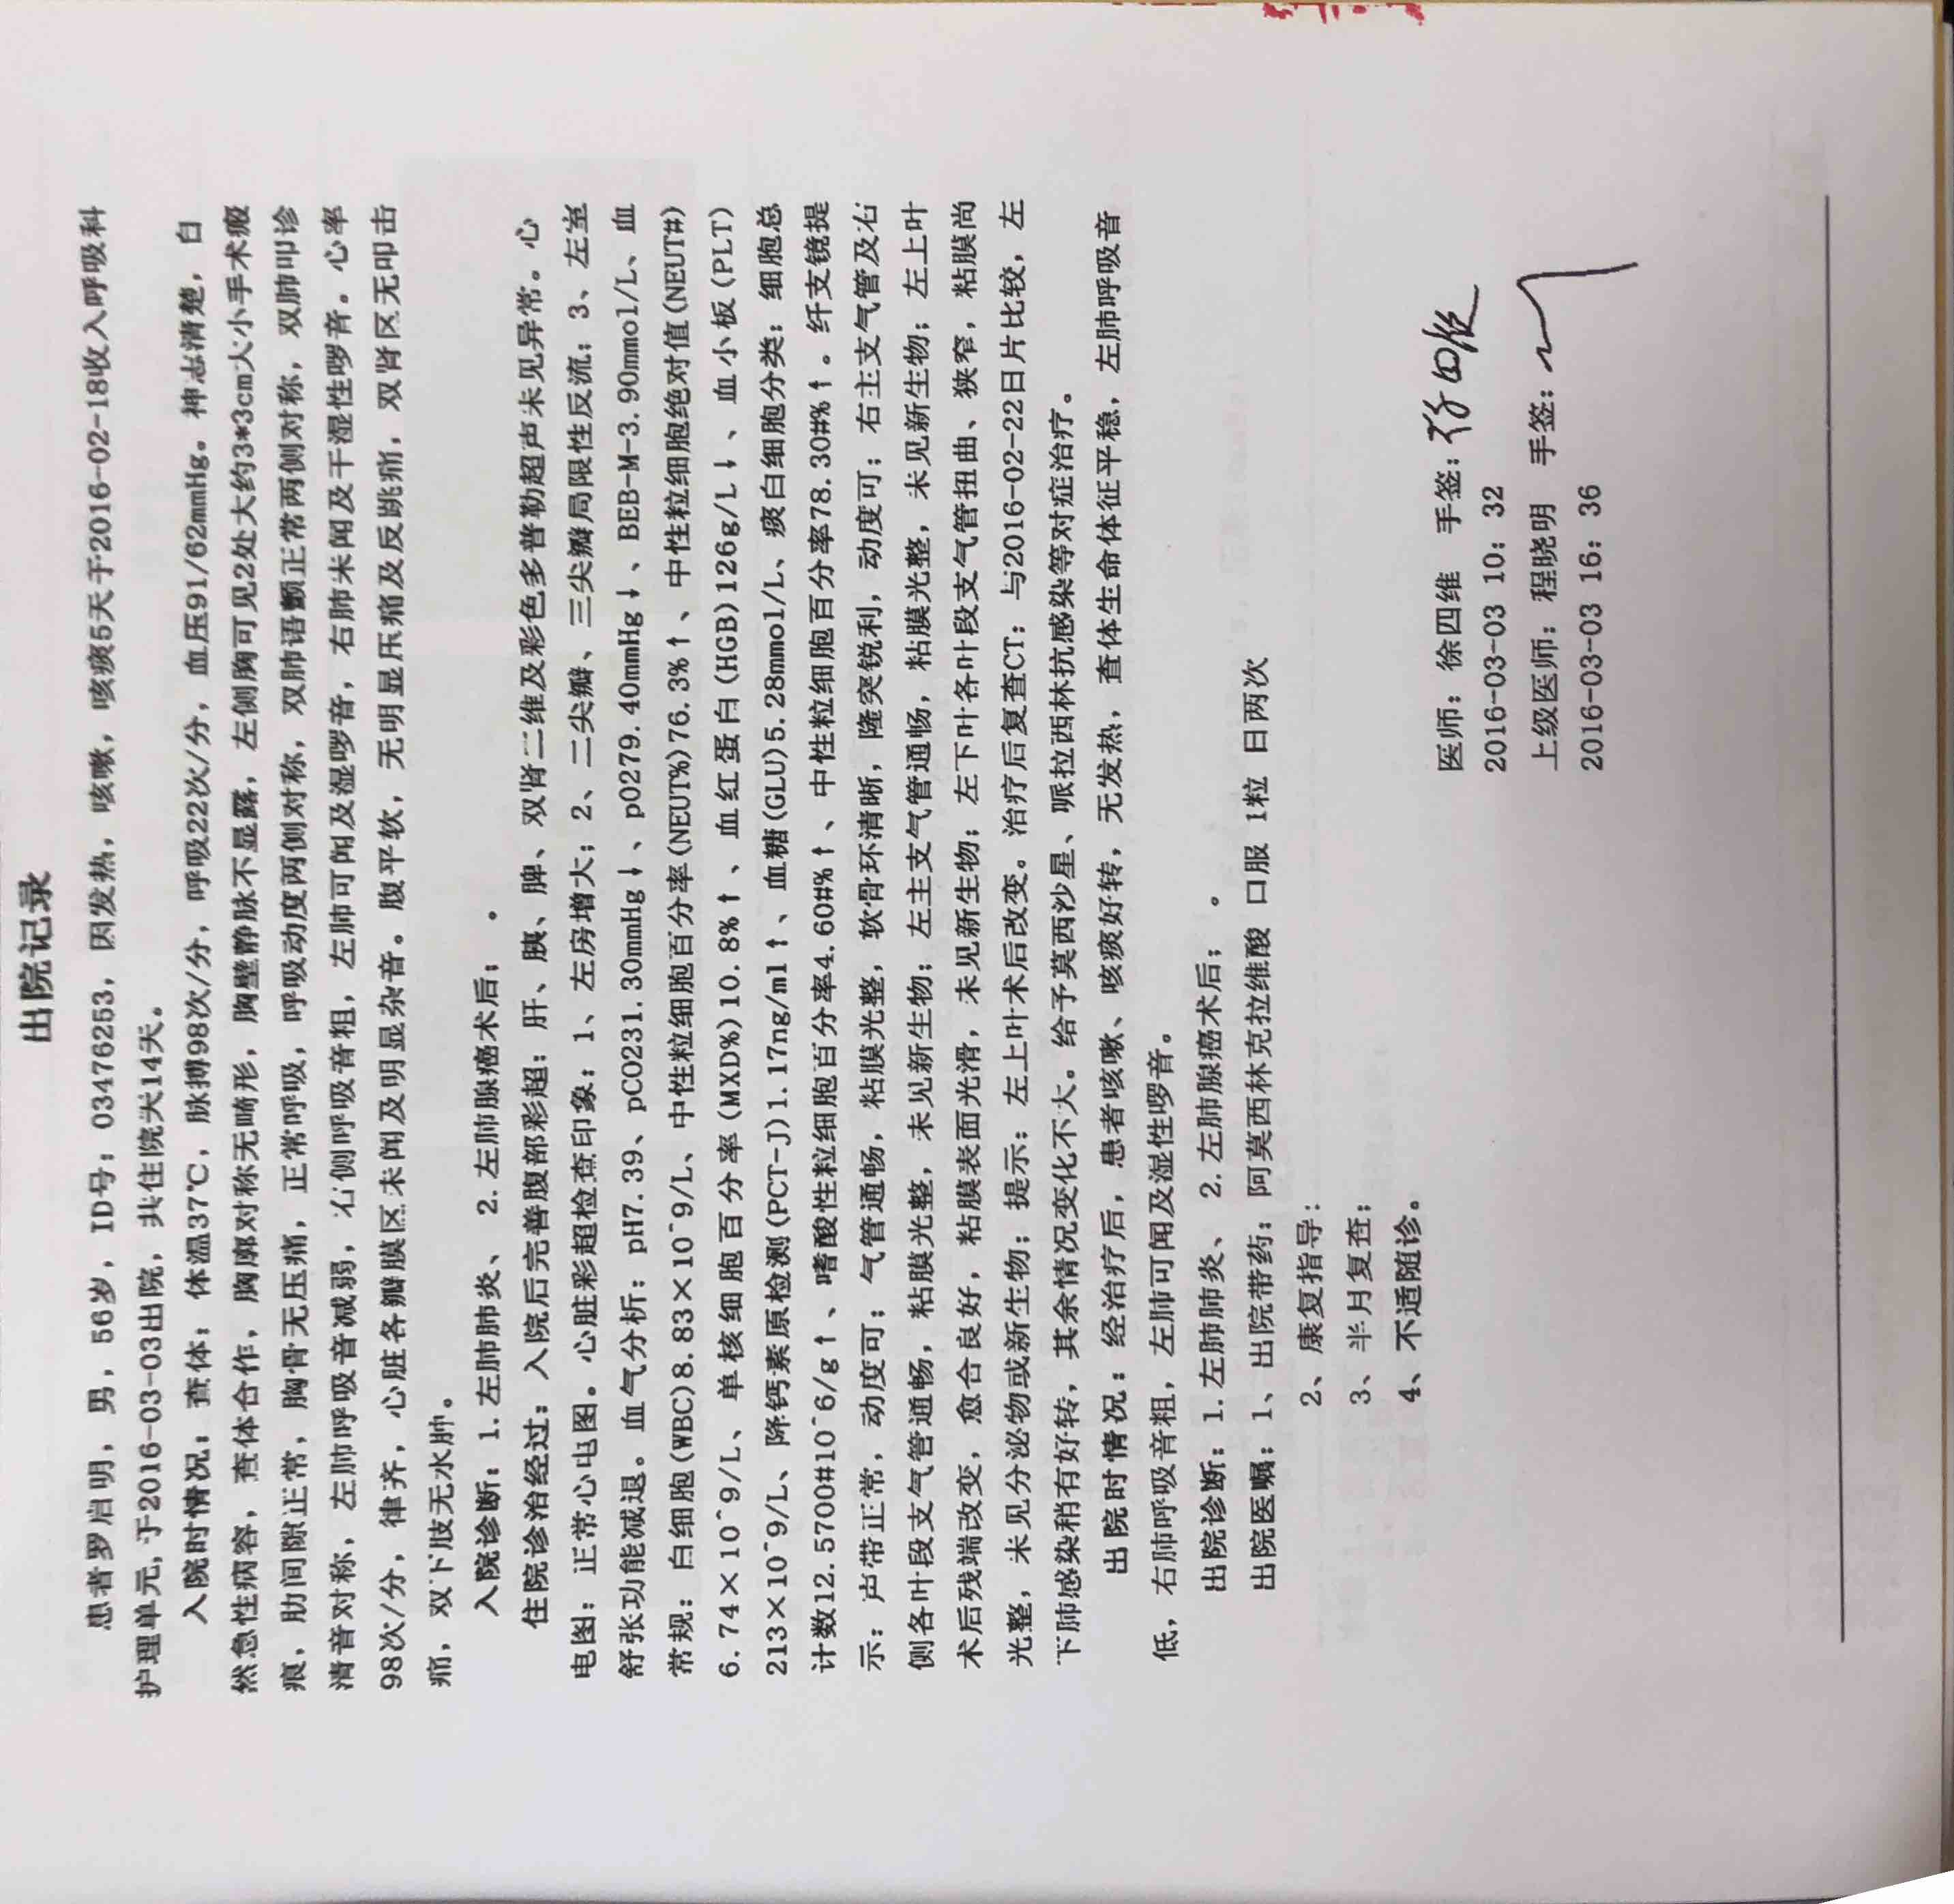 出院记录
患者罗启明，男，56岁，ID号：03476253，因发热，咳嗽，咳痰5天于2016-02-18收入呼吸科
护理单元,于2016-03-03出院，共住院天14天。
入院时情况：查体：体温37℃，脉搏98次/分，呼吸22次/分，血压91/62mmHg。神志清楚，自
然急性病容，查体合作，胸廓对称无畸形，胸壁静脉不显露，左侧胸可见2处大约3*3cm大小手术瘢
痕，肋间隙正常，胸骨无压痛，正常呼吸，呼吸动度两侧对称，双肺语颤正常两侧对称，双肺叩诊
清音对称，左肺呼吸音减弱，右侧呼吸音粗，左肺可闻及湿啰音，右肺未闻及干湿性啰音。心率
98次/分，律齐，心脏各瓣膜区未闻及明显杂音。腹平软，无明显压痛及反跳痛，双肾区无叩击
痛，双下肢无水肿。
入院诊断：1.左肺肺炎、 2.左肺腺癌术后； 。
住院诊治经过：入院后完善腹部彩超：肝、胰、脾、双肾二维及彩色多普勒超声未见异常。心
电图：正常心电图。心脏彩超检查印象：1、左房增大；2、二尖瓣、三尖瓣局限性反流；3、左室
舒张功能减退。血气分析：pH7.39、pCO231.30mmHg↓、pO279.40mmHg↓、BEB-M-3.90mmol/L、血
常规：白细胞(WBC)8.83×10^9/L、中性粒细胞百分率(NEUT%)76.3%↑、中性粒细胞绝对值(NEUT#)
6.74×10^9/L、单核细胞百分率(MXD%)10.8%↑、血红蛋白(HGB)126g/L↓、血小板(PLT)
213×10^9/L、降钙素原检测(PCT-J)1.17ng/ml↑、血糖(GLU)5.28mmol/L、痰白细胞分类：细胞总
计数12.5700#10^6/g↑、嗜酸性粒细胞百分率4.60#%↑、中性粒细胞百分率78.30#%↑。纤支镜提
示：声带正常，动度可；气管通畅，粘膜光整，软骨环清晰，隆突锐利，动度可；右主支气管及右
侧各叶段支气管通畅，粘膜光整，未见新生物；左主支气管通畅，粘膜光整，未见新生物；左上叶
术后残端改变，愈合良好，粘膜表面光滑，未见新生物；左下叶各叶段支气管扭曲、狭窄，粘膜尚
光整，未见分泌物或新生物；提示：左上叶术后改变。治疗后复查CT：与2016-02-22日片比较，左
下肺感染稍有好转，其余情况变化不大。给予莫西沙星、哌拉西林抗感染等对症治疗。
出院时情况：经治疗后，患者咳嗽、咳痰好转，无发热，查体生命体征平稳，左肺呼吸音
低，右肺呼吸音粗，左肺可闻及湿性啰音。
出院诊断：1.左肺肺炎、 2.左肺腺癌术后； 。
出院医嘱：1、出院带药：阿莫西林克拉维酸 口服 1粒 日两次
2、康复指导：
3、半月复查；
4、不适随诊。
医师：徐四维 手签：徐四维
2016-03-03 10：32
上级医师：程晓明 手签：
2016-03-03 16：36